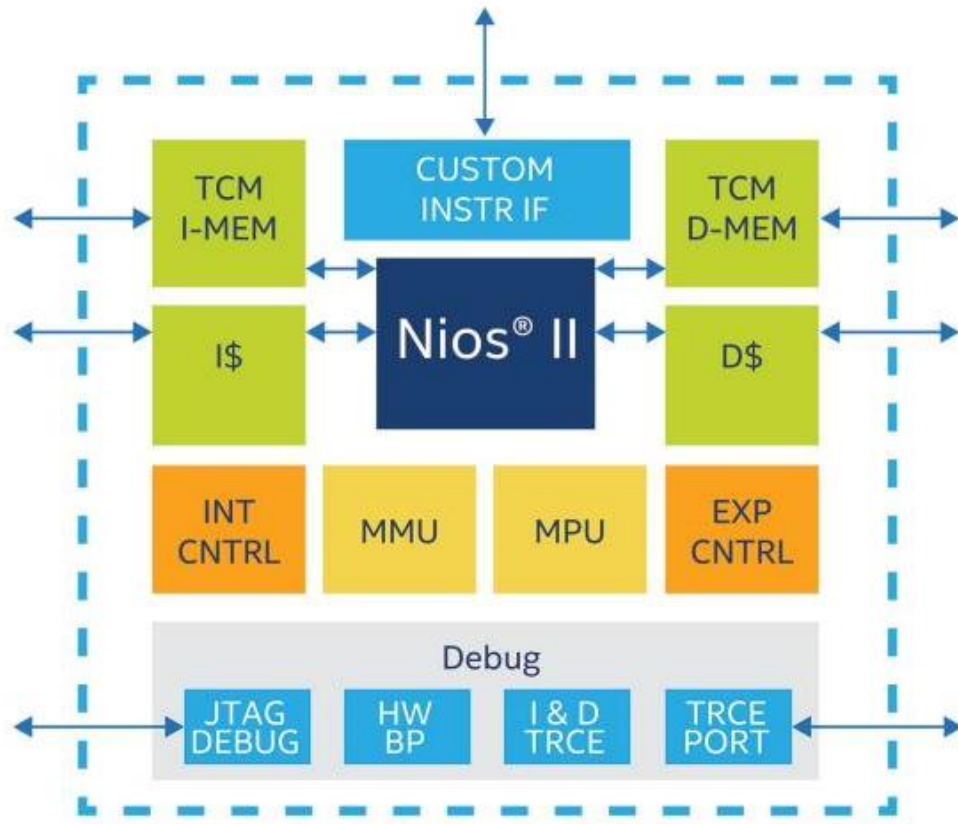 TCM
I-MEM
CUSTOM
INSTR IF
TCM
D-MEM
Nios® II
I$
D$
INT
CNTRL
MMU
MPU
EXP
CNTRL
Debug
JTAG
DEBUG
HW
BP
I & D
TRCE
TRCE
PORT